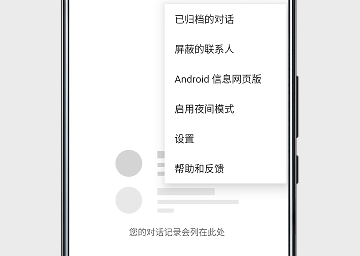 已归档的对话
屏蔽的联系人
Android 信息网页版
启用夜间模式
设置
帮助和反馈
您的对话记录会列在此处